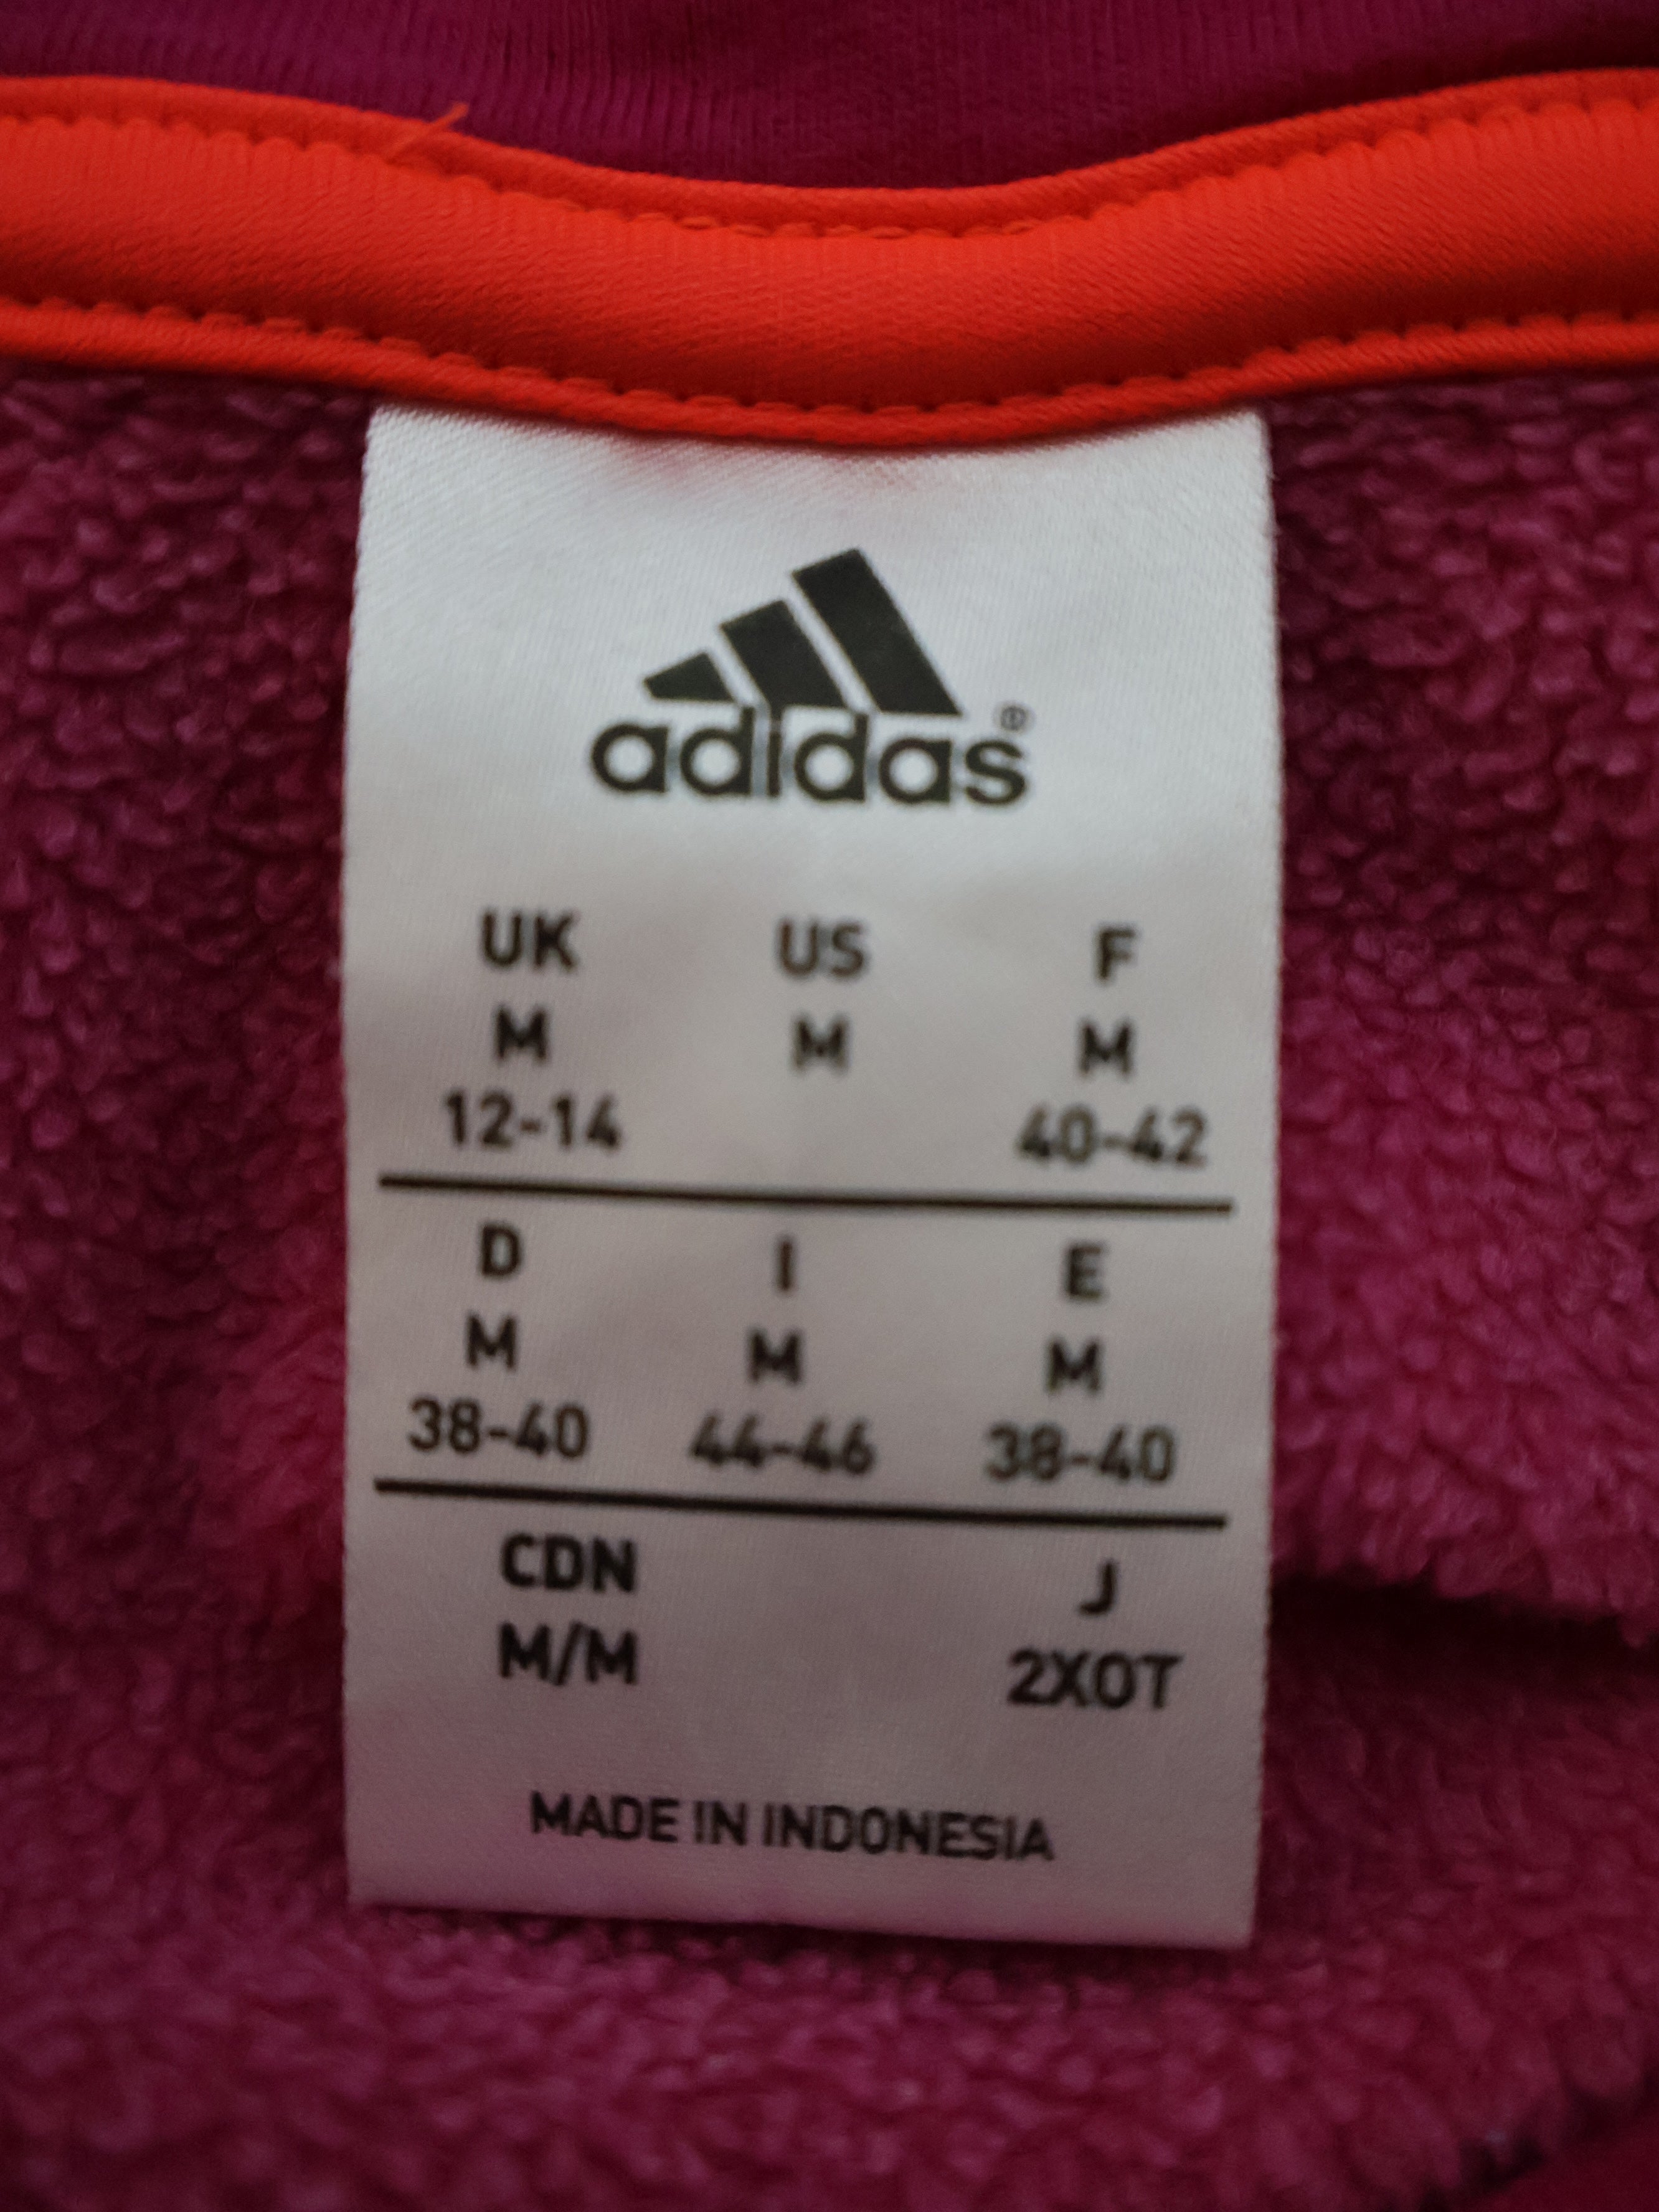 adidas®
UK US F
M M M
12-14 40-42
D I E
M M M
38-40 44-46 38-40
CDN J
M/M 2XOT
MADE IN INDONESIA